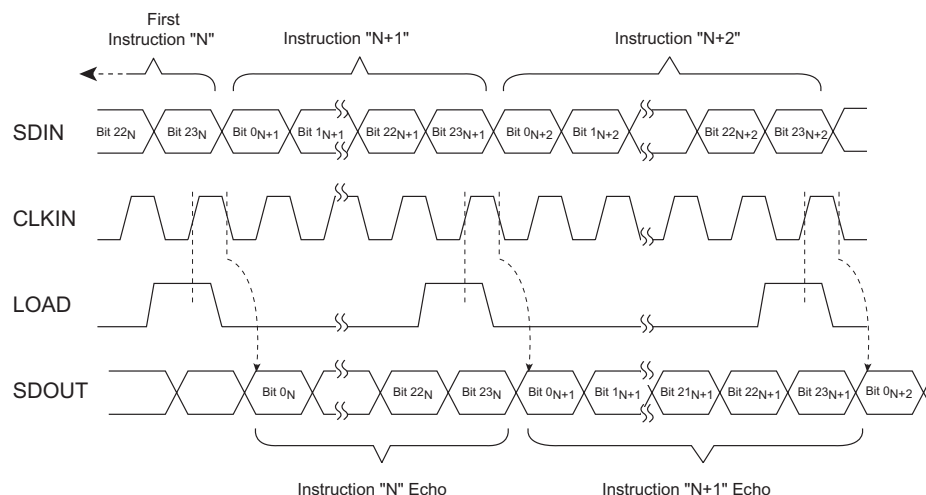 First
Instruction "N"
Instruction "N+1"
Instruction "N+2"
SDIN
Bit 22N
Bit 23N
Bit 0N+1
Bit 1N+1
Bit 22N+1
Bit 23N+1
Bit 0N+2
Bit 1N+2
Bit 22N+2
Bit 23N+2
CLKIN
LOAD
SDOUT
Bit 0N
Bit 22N
Bit 23N
Bit 0N+1
Bit 1N+1
Bit 21N+1
Bit 22N+1
Bit 23N+1
Bit 0N+2
Instruction "N" Echo
Instruction "N+1" Echo